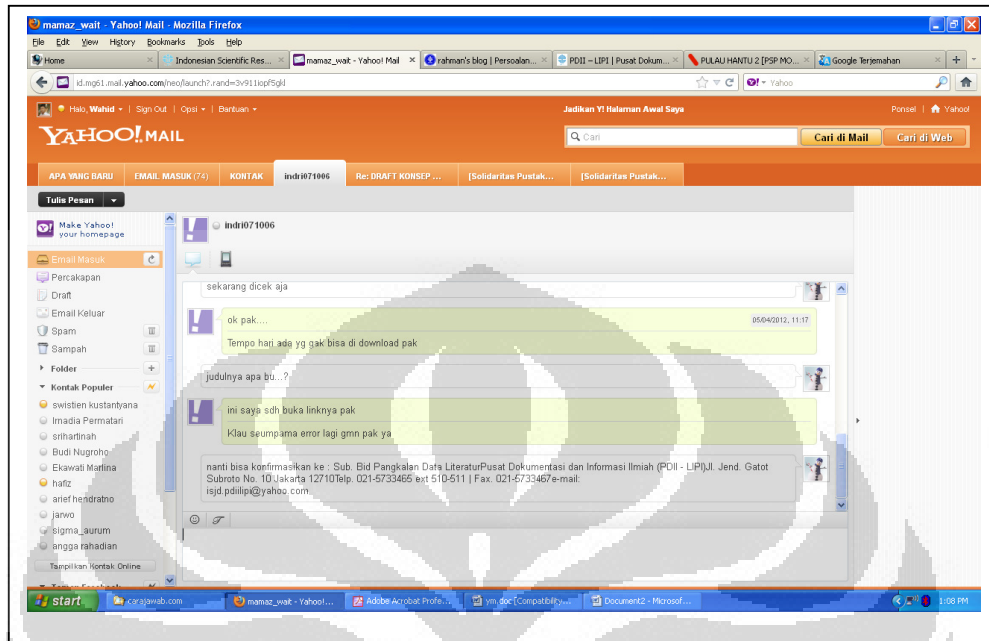 mamaz_wait - Yahoo! Mail - Mozilla Firefox
File Edit View History Bookmarks Tools Help
Home
Indonesian Scientific Res...
mamaz_wait - Yahoo! Mail
rahman's blog | Persoalan...
PDII – LIPI | Pusat Dokum...
PULAU HANTU 2 [PSP MO...
Google Terjemahan
id.mg61.mail.yahoo.com/neo/launch?.rand=3v911iopf5gkl
Yahoo
Halo, Wahid Sign Out | Opsi Bantuan
Jadikan Y! Halaman Awal Saya
Ponsel | Yahoo!
YAHOO! MAIL
Cari
Cari di Mail
Cari di Web
APA YANG BARU
EMAIL MASUK (74)
KONTAK
indri071006
Re: DRAFT KONSEP ...
[Solidaritas Pustak...
[Solidaritas Pustak...
Tulis Pesan
Make Yahoo!
your homepage
Email Masuk
Percakapan
Draft
Email Keluar
Spam
Sampah
Folder
Kontak Populer
swistien kustantyana
Irnadia Permatari
srihartinah
Budi Nugroho
Ekawati Marlina
hafiz
arief hendratno
jarwo
sigma_aurum
angga rahadian
Tampilkan Kontak Online
indri071006
sekarang dicek aja
ok pak....
05/04/2012, 11:17
Tempo hari ada yg gak bisa di download pak
judulnya apa bu...?
ini saya sdh buka linknya pak
Klau seumpama error lagi gmn pak ya
nanti bisa konfirmasikan ke : Sub. Bid Pangkalan Data LiteraturPusat Dokumentasi dan Informasi Ilmiah (PDII - LIPI)Jl. Jend. Gatot
Subroto No. 10 Jakarta 12710Telp. 021-5733465 ext 510-511 | Fax. 021-5733467e-mail:
isjd.pdiilipi@yahoo.com
start
carajawab.com
mamaz_wait - Yahoo!...
Adobe Acrobat Profe...
ym.doc [Compatibility...
Document2 - Microsof...
1:08 PM